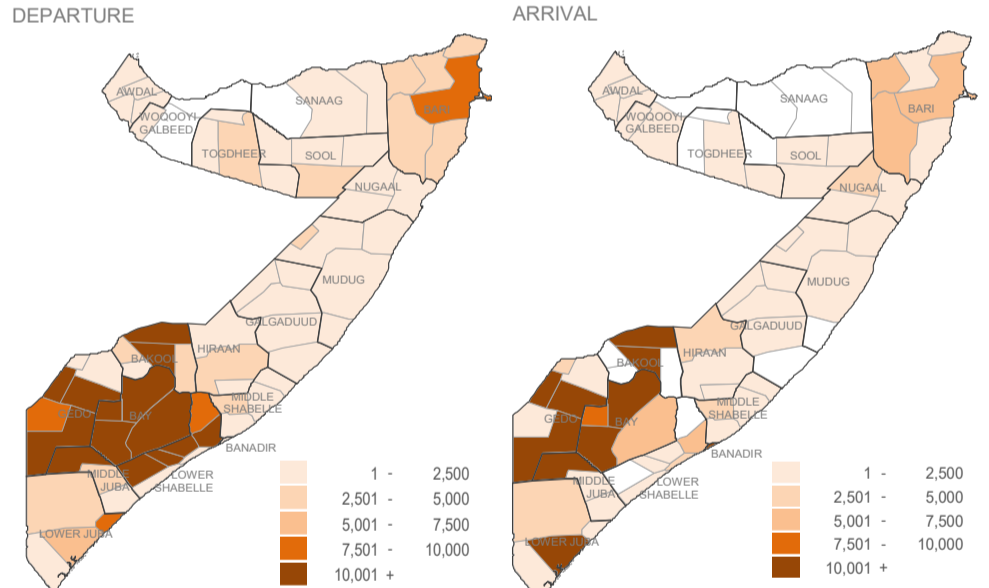 DEPARTURE
AWDAL
WOQOOYI
GALBEED
TOGDHEER
SANAAG
SOOL
BARI
NUGAAL
MUDUG
GALGADUUD
HIRAAN
BAKOOL
MIDDLE
SHABELLE
GEDO
BAY
BANADIR
LOWER
SHABELLE
MIDDLE
JUBA
LOWER JUBA
1 - 2,500
2,501 - 5,000
5,001 - 7,500
7,501 - 10,000
10,001 +
ARRIVAL
AWDAL
WOQOOYI
GALBEED
TOGDHEER
SANAAG
SOOL
BARI
NUGAAL
MUDUG
GALGADUUD
HIRAAN
BAKOOL
MIDDLE
SHABELLE
GEDO
BAY
BANADIR
LOWER
SHABELLE
MIDDLE
JUBA
LOWER JUBA
1 - 2,500
2,501 - 5,000
5,001 - 7,500
7,501 - 10,000
10,001 +